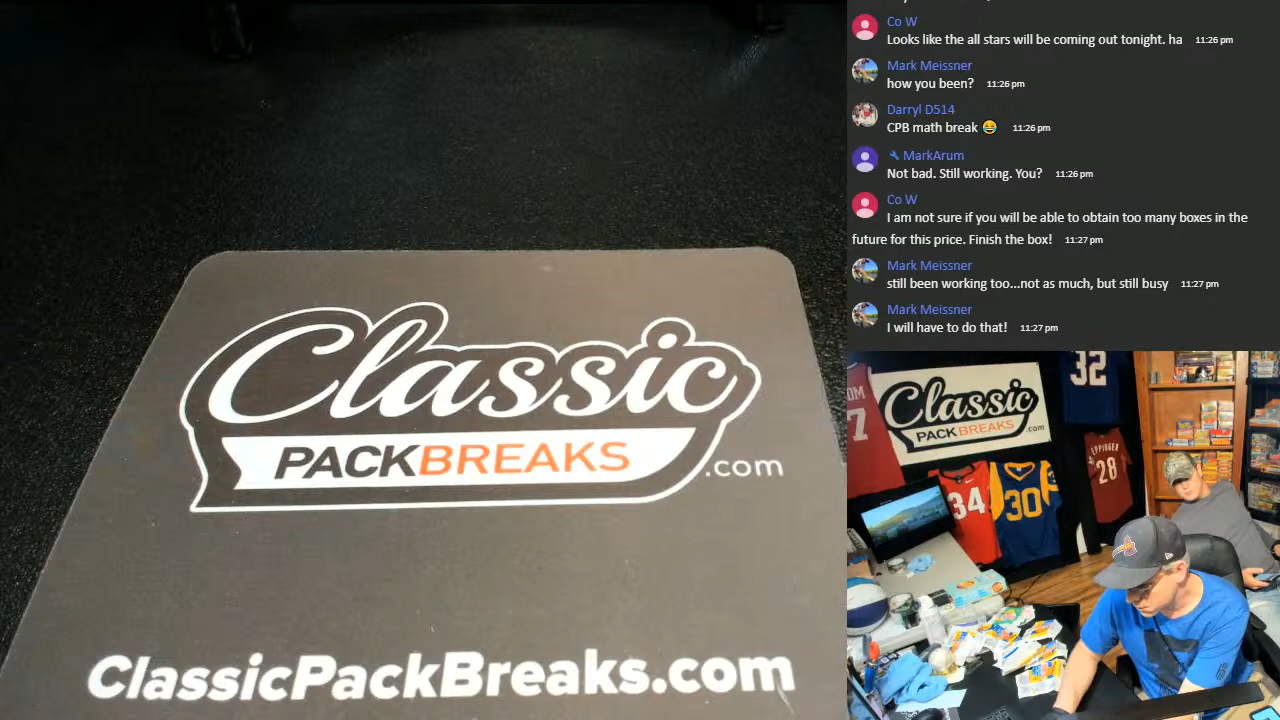 Co W
Looks like the all stars will be coming out tonight. ha 11:26 pm
Mark Meissner
how you been? 11:26 pm
Darryl D514
CPB math break 😂 11:26 pm
MarkArum
Not bad. Still working. You? 11:26 pm
Co W
I am not sure if you will be able to obtain too many boxes in the
future for this price. Finish the box! 11:27 pm
Mark Meissner
still been working too...not as much, but still busy 11:27 pm
Mark Meissner
I will have to do that! 11:27 pm
Classic
PACKBREAKS
.com
ClassicPackBreaks.com
Classic
PACKBREAKS
.com
32
OM
7
34
30
EPPINGER
28